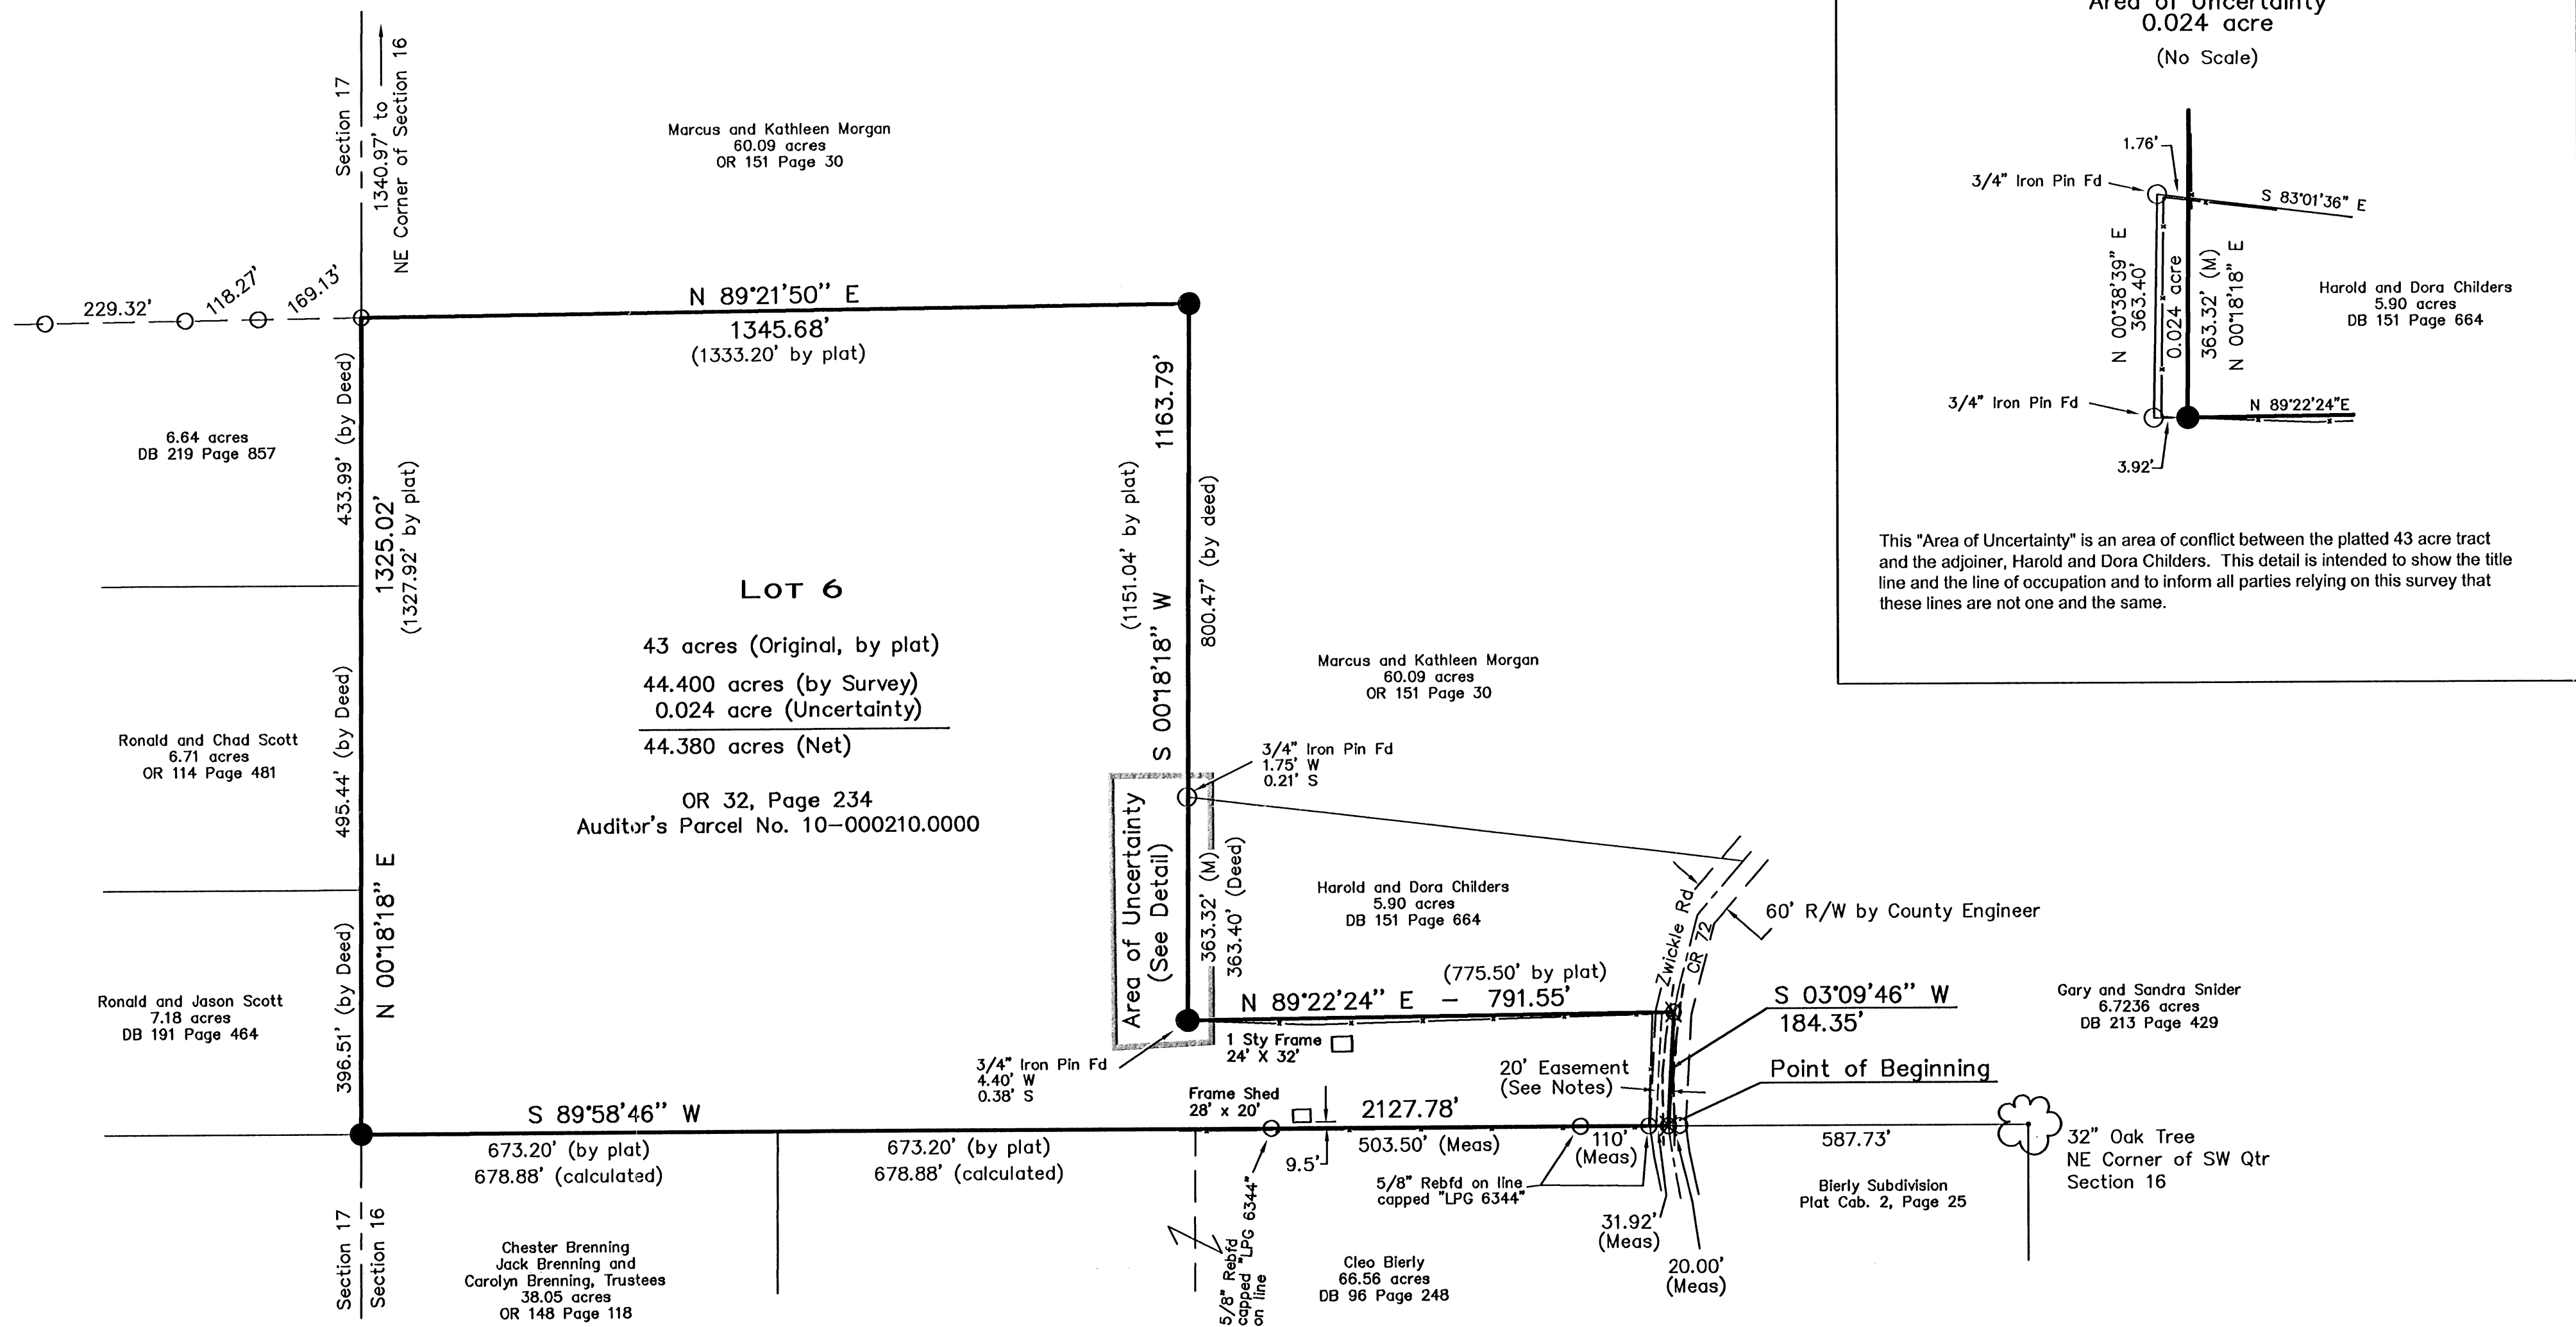 Section 17
1340.97' to
NE Corner of Section 16
Marcus and Kathleen Morgan
60.09 acres
OR 151 Page 30
229.32'
118.27'
169.13'
N 89°21'50" E
1345.68'
(1333.20' by plat)
6.64 acres
DB 219 Page 857
433.99' (by Deed)
1325.02'
(1327.92' by plat)
Ronald and Chad Scott
6.71 acres
OR 114 Page 481
495.44' (by Deed)
N 00°18'18" E
Ronald and Jason Scott
7.18 acres
DB 191 Page 464
396.51' (by Deed)
Lot 6
43 acres (Original, by plat)
44.400 acres (by Survey)
0.024 acre (Uncertainty)
44.380 acres (Net)
OR 32, Page 234
Auditor's Parcel No. 10-000210.0000
1163.79'
(1151.04' by plat)
S 00°18'18" W
800.47' (by deed)
Marcus and Kathleen Morgan
60.09 acres
OR 151 Page 30
3/4" Iron Pin Fd
1.75' W
0.21' S
Area of Uncertainty
(See Detail)
363.32' (M)
363.40' (Deed)
Harold and Dora Childers
5.90 acres
DB 151 Page 664
Zwickle Rd
CR 72
60' R/W by County Engineer
(775.50' by plat)
N 89°22'24" E - 791.55'
S 03°09'46" W
184.35'
Gary and Sandra Snider
6.7236 acres
DB 213 Page 429
1 Sty Frame
24' X 32'
3/4" Iron Pin Fd
4.40' W
0.38' S
20' Easement
(See Notes)
Point of Beginning
Frame Shed
28' x 20'
S 89°58'46" W
2127.78'
673.20' (by plat)
678.88' (calculated)
673.20' (by plat)
678.88' (calculated)
9.5'
503.50' (Meas)
110'
(Meas)
587.73'
32" Oak Tree
NE Corner of SW Qtr
Section 16
5/8" Rebfd on line
capped "LPG 6344"
5/8" Rebfd
capped "LPG 6344"
on line
31.92'
(Meas)
20.00'
(Meas)
Bierly Subdivision
Plat Cab. 2, Page 25
Section 17
Section 16
Chester Brenning
Jack Brenning and
Carolyn Brenning, Trustees
38.05 acres
OR 148 Page 118
Cleo Bierly
66.56 acres
DB 96 Page 248
Area of Uncertainty
0.024 acre
(No Scale)
1.76'
3/4" Iron Pin Fd
S 83°01'36" E
N 00°38'39" E
363.40'
0.024 acre
363.32' (M)
N 00°18'18" E
Harold and Dora Childers
5.90 acres
DB 151 Page 664
3/4" Iron Pin Fd
N 89°22'24"E
3.92'
This "Area of Uncertainty" is an area of conflict between the platted 43 acre tract
and the adjoiner, Harold and Dora Childers. This detail is intended to show the title
line and the line of occupation and to inform all parties relying on this survey that
these lines are not one and the same.